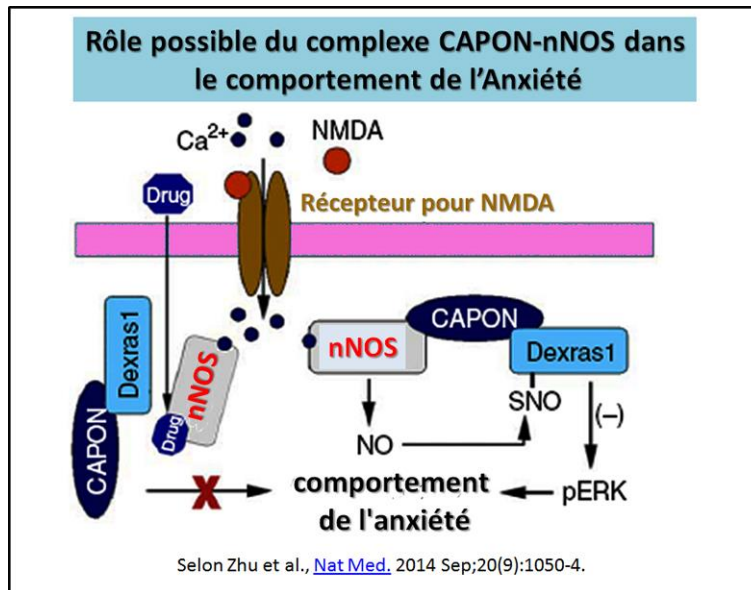 Rôle possible du complexe CAPON-nNOS dans
le comportement de l'Anxiété
Ca2+
NMDA
Drug
Récepteur pour NMDA
Dexras1
CAPON
nNOS
Drug
nNOS
CAPON
Dexras1
SNO
NO
(–)
pERK
comportement
de l'anxiété
X
Selon Zhu et al., Nat Med. 2014 Sep;20(9):1050-4.